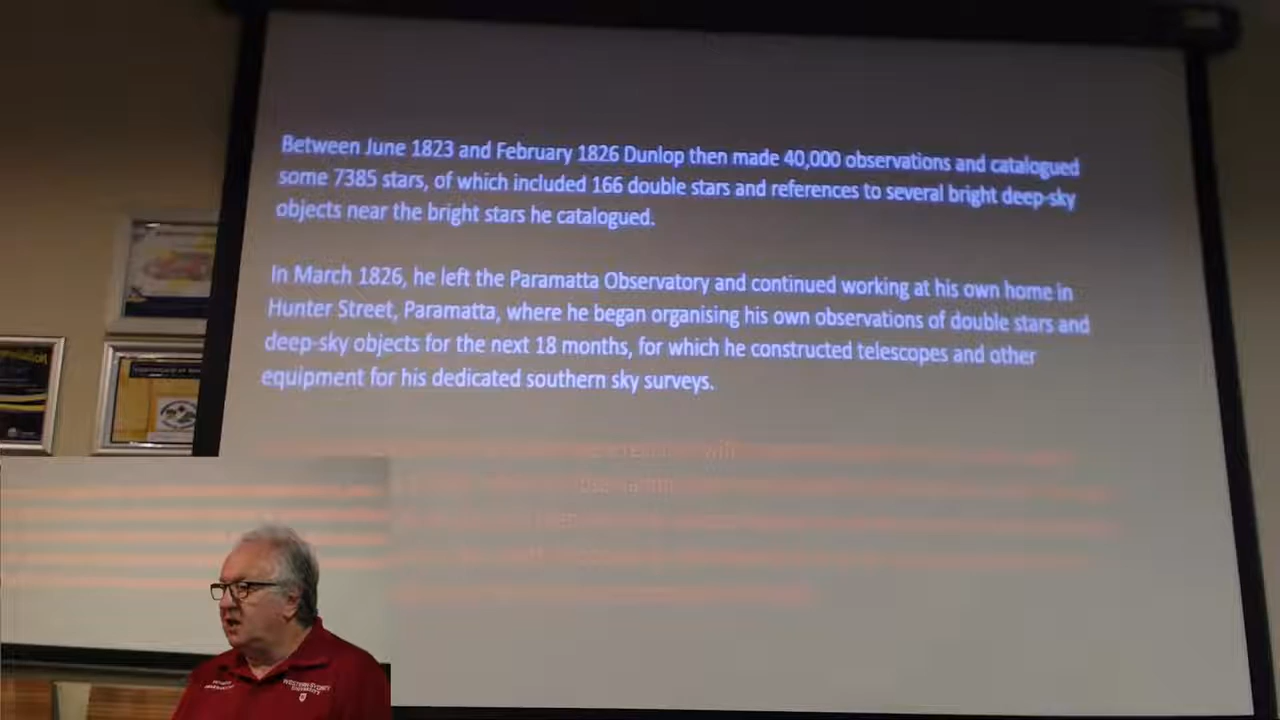 Between June 1823 and February 1826 Dunlop then made 40,000 observations and catalogued
some 7385 stars, of which included 166 double stars and references to several bright deep-sky
objects near the bright stars he catalogued.
In March 1826, he left the Paramatta Observatory and continued working at his own home in
Hunter Street, Paramatta, where he began organising his own observations of double stars and
deep-sky objects for the next 18 months, for which he constructed telescopes and other
equipment for his dedicated southern sky surveys.
WESTERN SYDNEY
UNIVERSITY